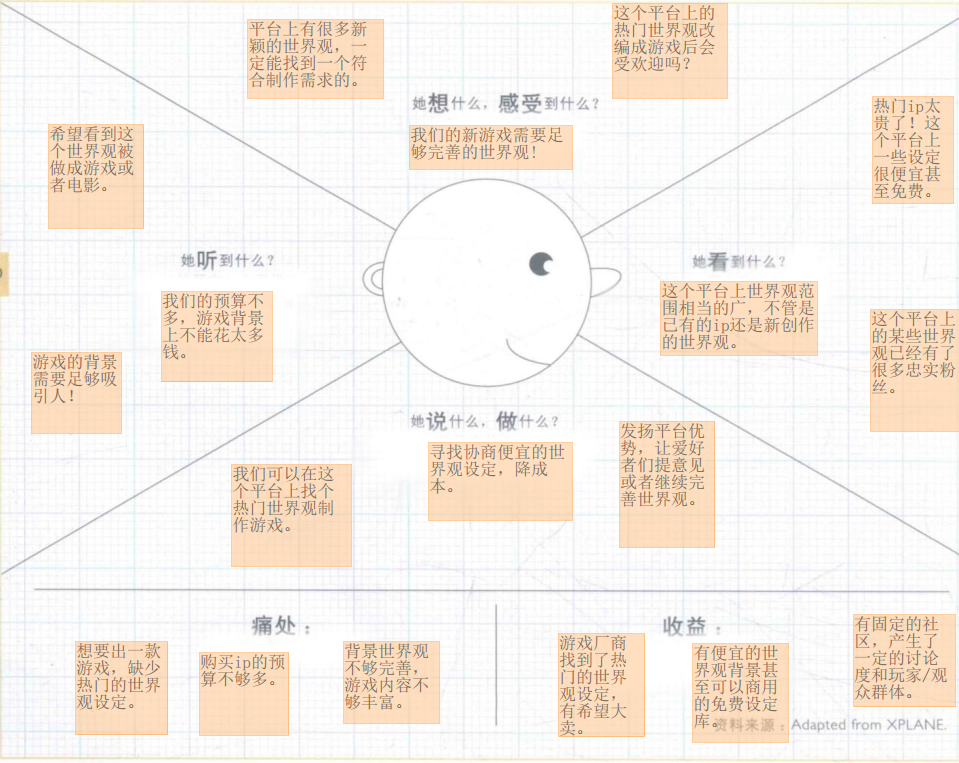 平台上有很多新
颖的世界观，一
定能找到一个符
合制作需求的。
这个平台上的
热门世界观改
编成游戏后会
受欢迎吗？
她想什么，感受到什么？
我们的新游戏需要足
够完善的世界观！
希望看到这
个世界观被
做成游戏或
者电影。
热门ip太
贵了！这
个平台上
一些设定
很便宜甚
至免费。
她听到什么？
她看到什么？
我们的预算不
多，游戏背景
上不能花太多
钱。
这个平台上世界观范
围相当的广，不管是
已有的ip还是新创作
的世界观。
游戏的背景
需要足够吸
引人！
这个平台上
的某些世界
观已经有了
很多忠实粉
丝。
她说什么，做什么？
寻找协商便宜的世
界观设定，降成
本。
发扬平台优
势，让爱好
者们提意见
或者继续完
善世界观。
我们可以在这
个平台上找个
热门世界观制
作游戏。
痛处：
收益：
想要出一款
游戏，缺少
热门的世界
观设定。
购买ip的预
算不够多。
背景世界观
不够完善，
游戏内容不
够丰富。
游戏厂商
找到了热
门的世界
观设定，
有希望大
卖。
有便宜的世
界观背景甚
至可以商用
的免费设定
库。
有固定的社
区，产生了
一定的讨论
度和玩家/观
众群体。
资料来源：Adapted from XPLANE.